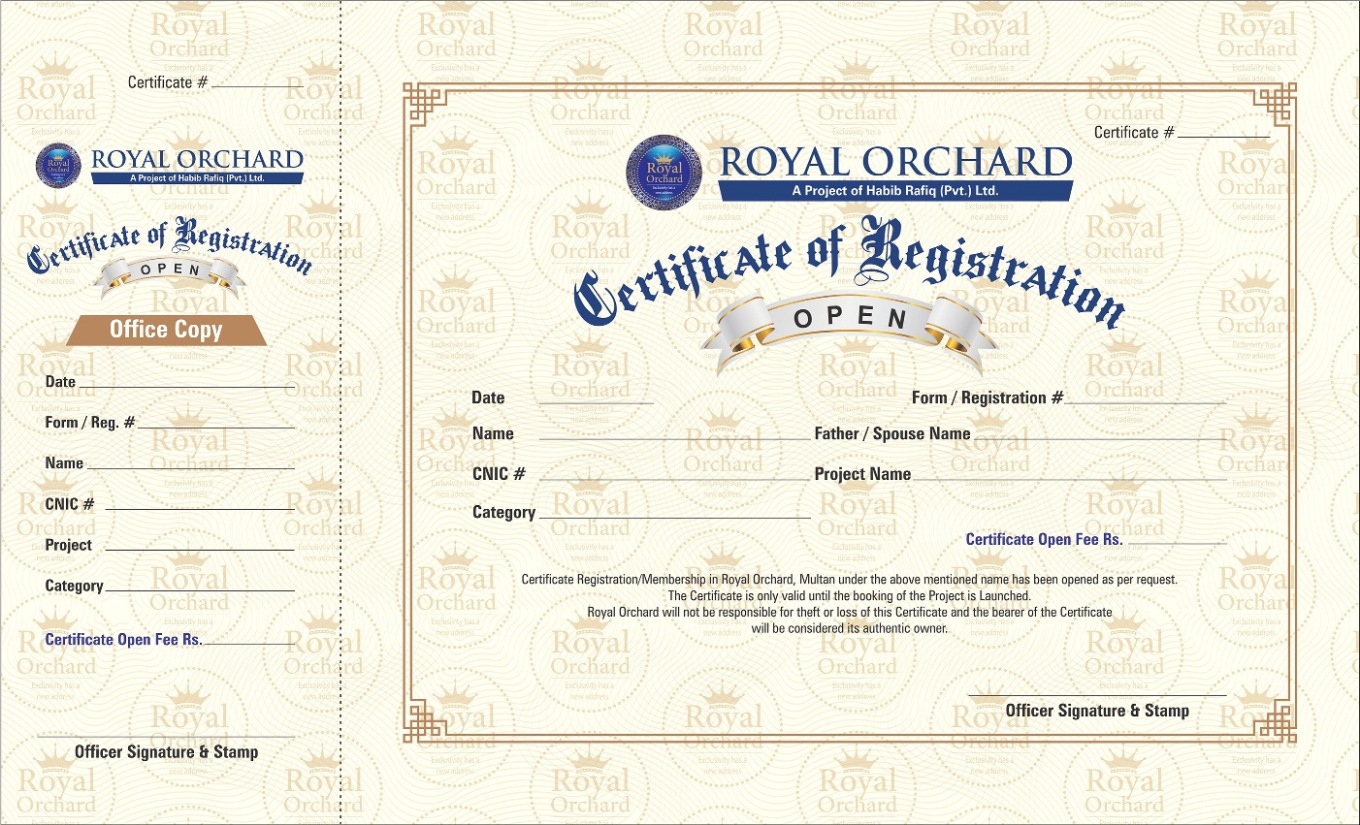 Certificate #
Royal
Orchard
ROYAL ORCHARD
A Project of Habib Rafiq (Pvt.) Ltd.
Certificate of Registration
OPEN
Office Copy
Date
Form / Reg. #
Name
CNIC #
Project
Category
Certificate Open Fee Rs.
Officer Signature & Stamp
Certificate #
Royal
Orchard
Exclusivity has a
new address
ROYAL ORCHARD
A Project of Habib Rafiq (Pvt.) Ltd.
Certificate of Registration
OPEN
Date
Form / Registration #
Name
Father / Spouse Name
CNIC #
Project Name
Category
Certificate Open Fee Rs.
Certificate Registration/Membership in Royal Orchard, Multan under the above mentioned name has been opened as per request.
The Certificate is only valid until the booking of the Project is Launched.
Royal Orchard will not be responsible for theft or loss of this Certificate and the bearer of the Certificate
will be considered its authentic owner.
Officer Signature & Stamp